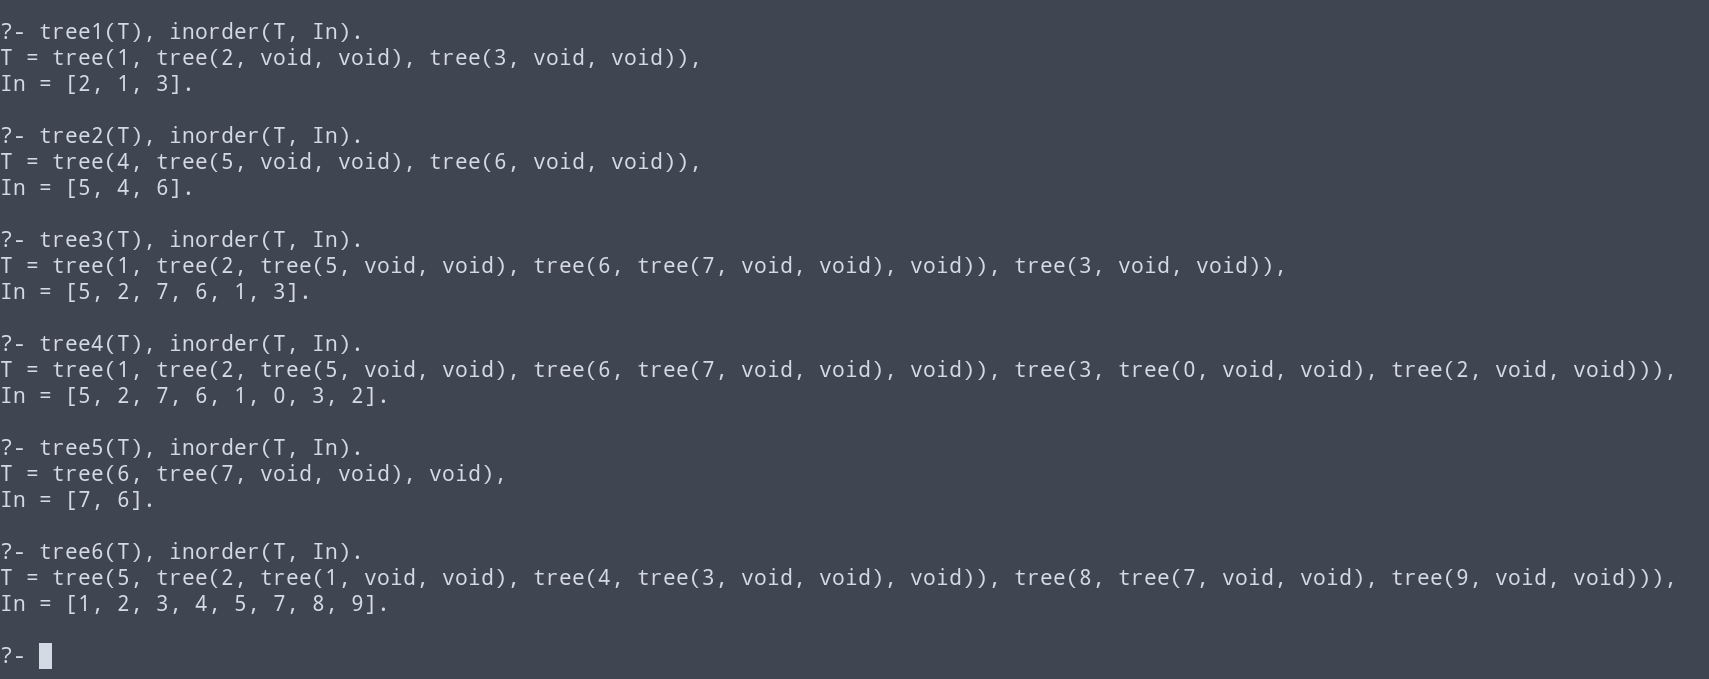 ?- tree1(T), inorder(T, In).
T = tree(1, tree(2, void, void), tree(3, void, void)),
In = [2, 1, 3].
?- tree2(T), inorder(T, In).
T = tree(4, tree(5, void, void), tree(6, void, void)),
In = [5, 4, 6].
?- tree3(T), inorder(T, In).
T = tree(1, tree(2, tree(5, void, void), tree(6, tree(7, void, void), void)), tree(3, void, void)),
In = [5, 2, 7, 6, 1, 3].
?- tree4(T), inorder(T, In).
T = tree(1, tree(2, tree(5, void, void), tree(6, tree(7, void, void), void)), tree(3, tree(0, void, void), tree(2, void, void))),
In = [5, 2, 7, 6, 1, 0, 3, 2].
?- tree5(T), inorder(T, In).
T = tree(6, tree(7, void, void), void),
In = [7, 6].
?- tree6(T), inorder(T, In).
T = tree(5, tree(2, tree(1, void, void), tree(4, tree(3, void, void), void)), tree(8, tree(7, void, void), tree(9, void, void))),
In = [1, 2, 3, 4, 5, 7, 8, 9].
?-